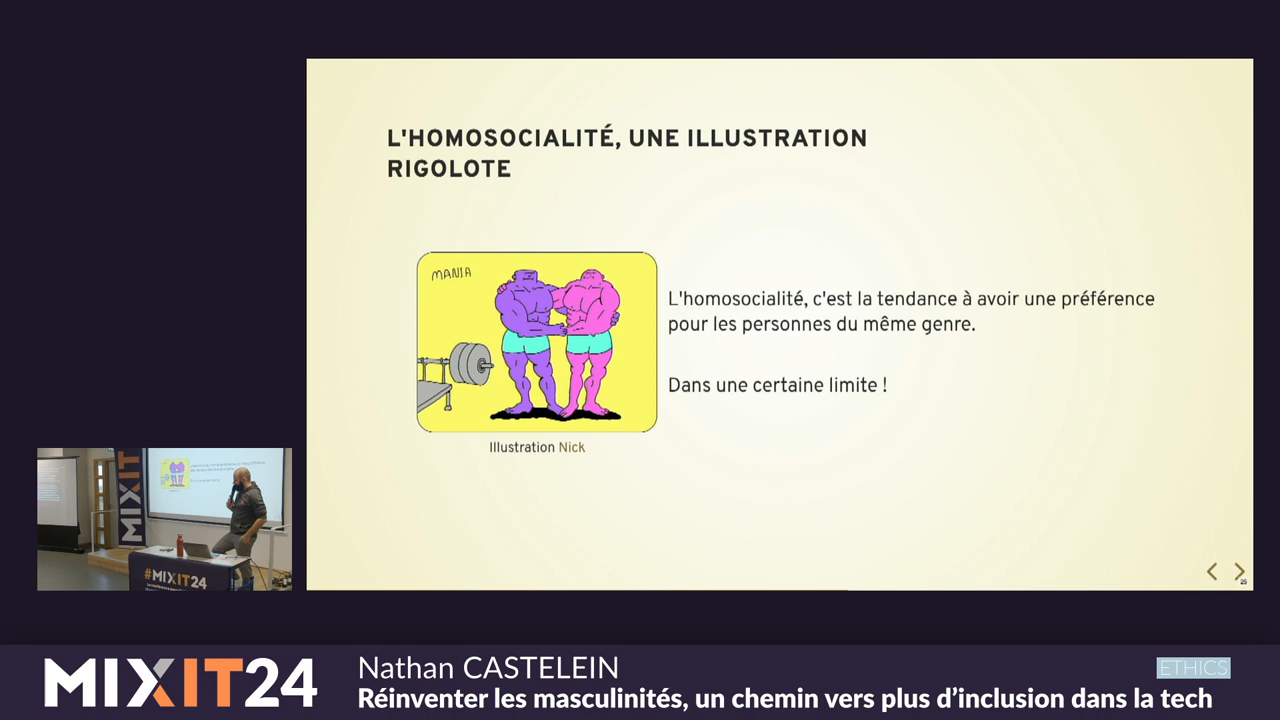 L'HOMOSOCIALITÉ, UNE ILLUSTRATION
RIGOLOTE
MANIA
L'homosocialité, c'est la tendance à avoir une préférence
pour les personnes du même genre.
Dans une certaine limite !
Illustration Nick
25
MIXIT
#MIXIT24
MIXIT24
Nathan CASTELEIN
ETHICS
Réinventer les masculinités, un chemin vers plus d’inclusion dans la tech